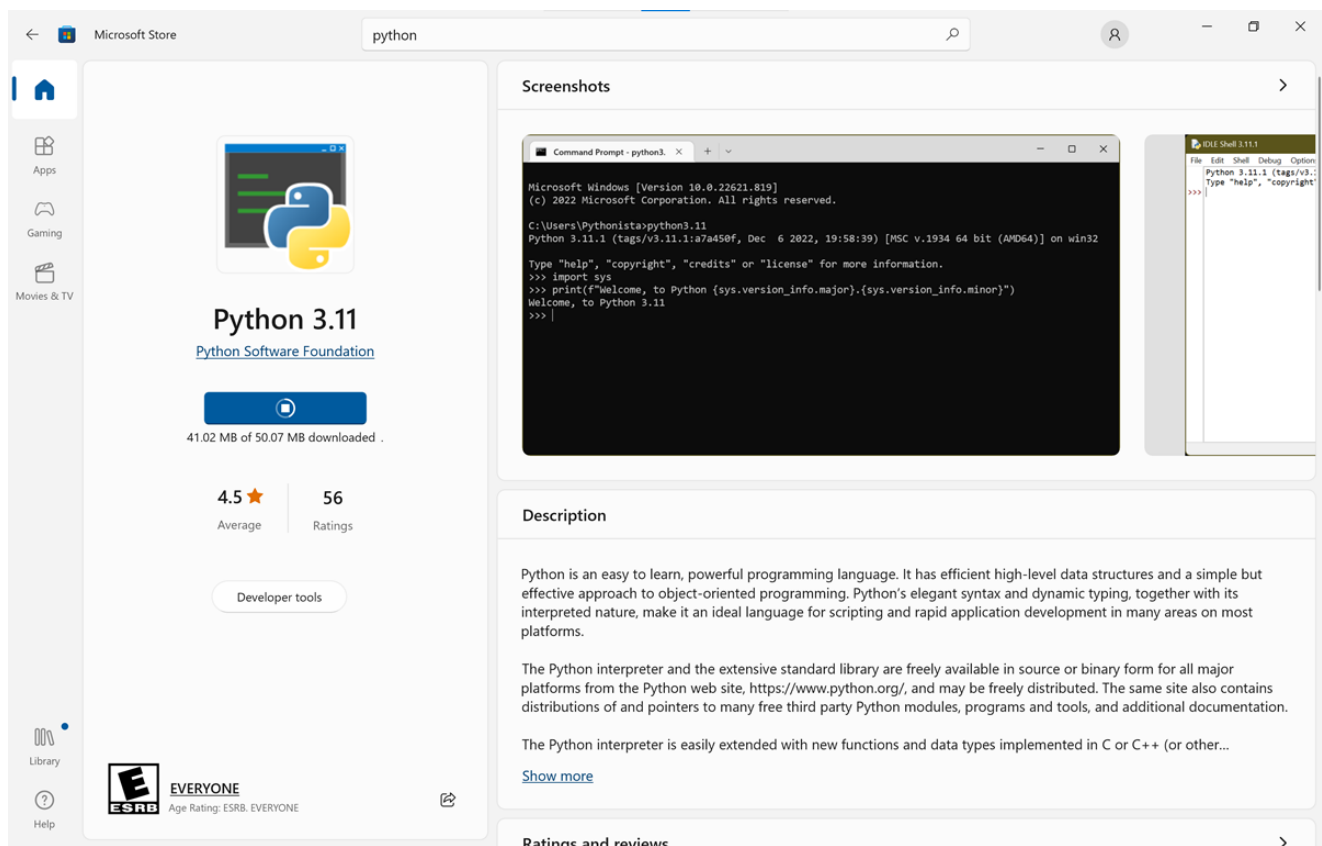 Microsoft Store
python
Apps
Gaming
Movies & TV
Library
Help
Python 3.11
Python Software Foundation
41.02 MB of 50.07 MB downloaded .
4.5
Average
56
Ratings
Developer tools
E
ESRB
EVERYONE
Age Rating: ESRB. EVERYONE
Screenshots
Command Prompt - python3.
Microsoft Windows [Version 10.0.22621.819]
(c) 2022 Microsoft Corporation. All rights reserved.
C:\Users\Pythonista>python3.11
Python 3.11.1 (tags/v3.11.1:a7a450f, Dec  6 2022, 19:58:39) [MSC v.1934 64 bit (AMD64)] on win32
Type "help", "copyright", "credits" or "license" for more information.
>>> import sys
>>> print(f"Welcome, to Python {sys.version_info.major}.{sys.version_info.minor}")
Welcome, to Python 3.11
>>>
IDLE Shell 3.11.1
File Edit Shell Debug Option
Python 3.11.1 (tags/v3.
Type "help", "copyright"
>>>
Description
Python is an easy to learn, powerful programming language. It has efficient high-level data structures and a simple but
effective approach to object-oriented programming. Python's elegant syntax and dynamic typing, together with its
interpreted nature, make it an ideal language for scripting and rapid application development in many areas on most
platforms.
The Python interpreter and the extensive standard library are freely available in source or binary form for all major
platforms from the Python web site, https://www.python.org/, and may be freely distributed. The same site also contains
distributions of and pointers to many free third party Python modules, programs and tools, and additional documentation.
The Python interpreter is easily extended with new functions and data types implemented in C or C++ (or other...
Show more
Ratings and reviews